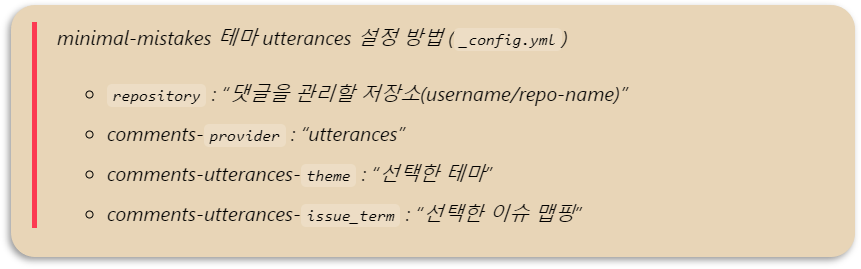 minimal-mistakes 테마 utterances 설정 방법 ( _config.yml )
repository : “댓글을 관리할 저장소(username/repo-name)”
comments-provider : “utterances”
comments-utterances-theme : “선택한 테마”
comments-utterances-issue_term : “선택한 이슈 맵핑”